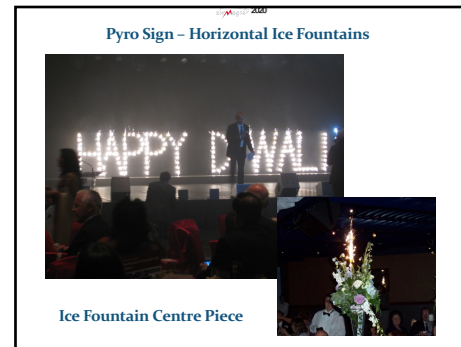 2020
Pyro Sign – Horizontal Ice Fountains
HAPPY DIWALI
Ice Fountain Centre Piece